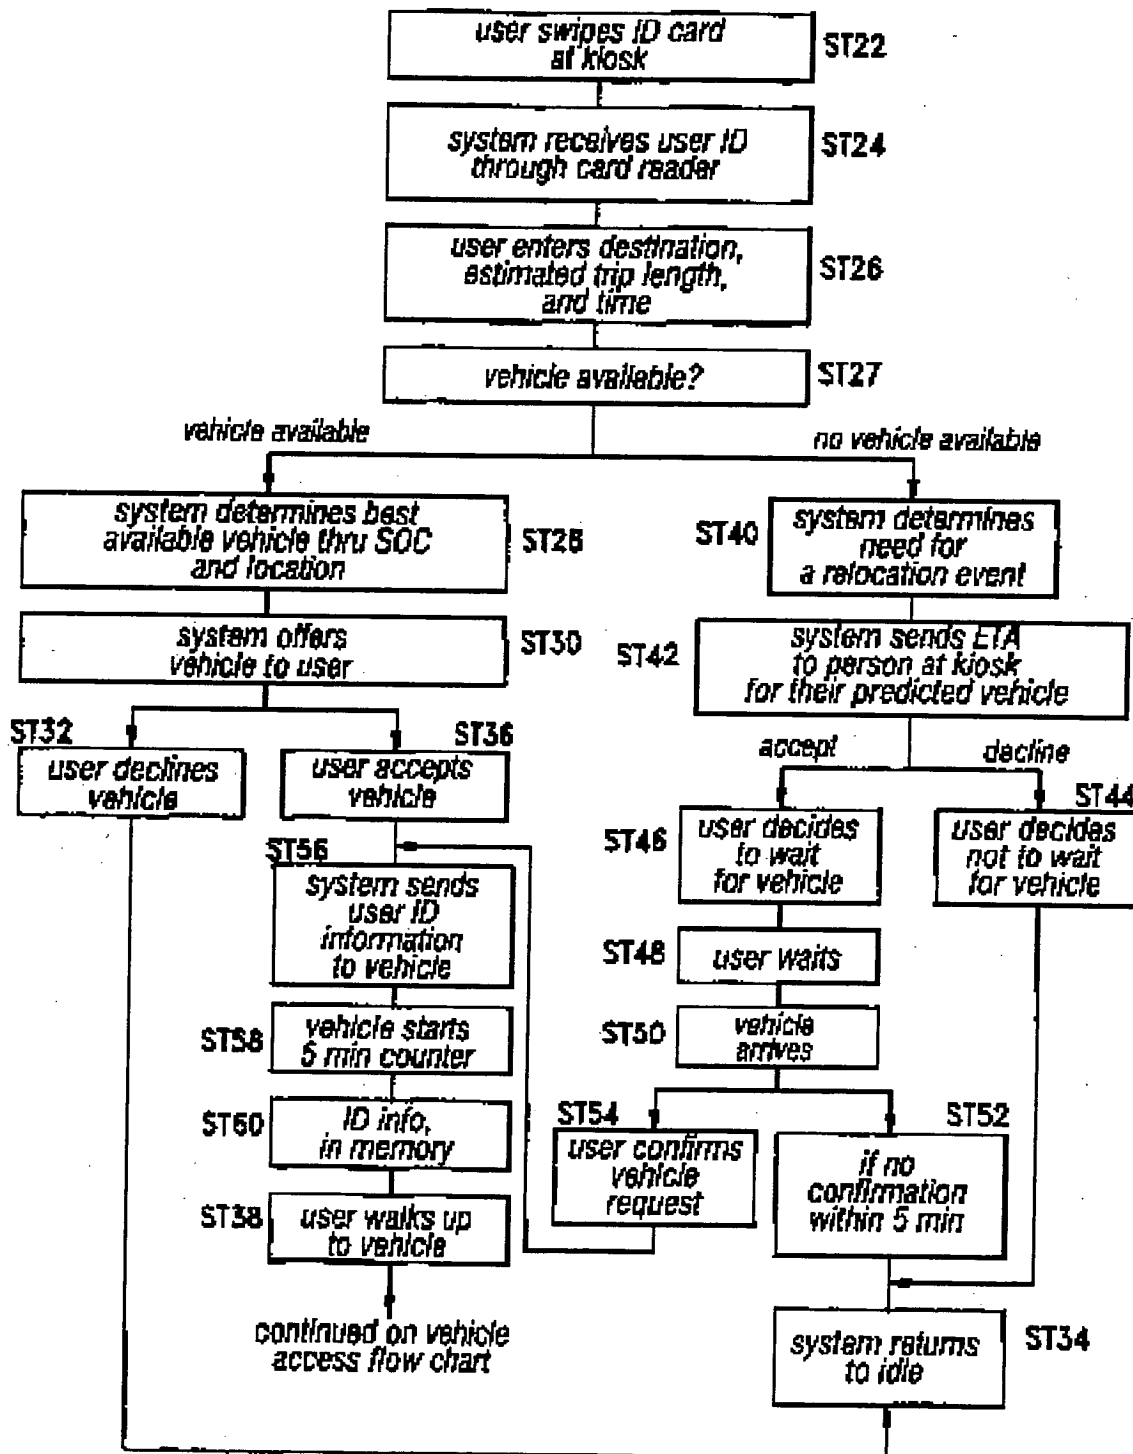 user swipes ID card
at kiosk
ST22
system receives user ID
through card reader
ST24
user enters destination,
estimated trip length,
and time
ST26
vehicle available?
ST27
vehicle available
no vehicle available
system determines best
available vehicle thru SOC
and location
ST28
ST40
system determines
need for
a relocation event
system offers
vehicle to user
ST30
ST42
system sends ETA
to person at kiosk
for their predicted vehicle
ST32
user declines
vehicle
ST36
user accepts
vehicle
accept
decline
ST46
user decides
to wait
for vehicle
ST44
user decides
not to wait
for vehicle
ST56
system sends
user ID
information
to vehicle
ST48
user waits
ST58
vehicle starts
5 min counter
ST50
vehicle
arrives
ST60
ID info,
in memory
ST54
user confirms
vehicle
request
ST52
if no
confirmation
within 5 min
ST38
user walks up
to vehicle
continued on vehicle
access flow chart
system returns
to idle
ST34